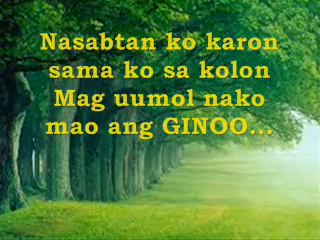 Nasabtan ko karon
sama ko sa kolon
Mag uumol nako
mao ang GINOO...